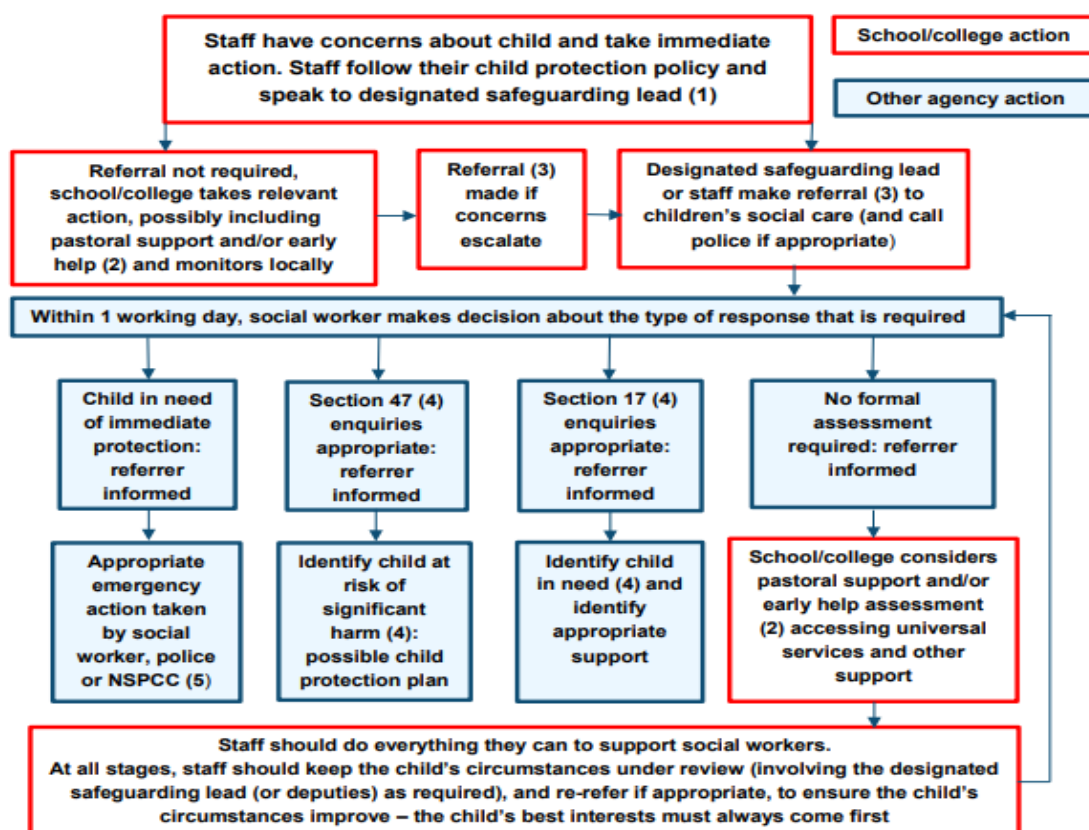 Staff have concerns about child and take immediate
action. Staff follow their child protection policy and
speak to designated safeguarding lead (1)
School/college action
Other agency action
Referral not required,
school/college takes relevant
action, possibly including
pastoral support and/or early
help (2) and monitors locally
Referral (3)
made if
concerns
escalate
Designated safeguarding lead
or staff make referral (3) to
children's social care (and call
police if appropriate)
Within 1 working day, social worker makes decision about the type of response that is required
Child in need
of immediate
protection:
referrer
informed
Section 47 (4)
enquiries
appropriate:
referrer
informed
Section 17 (4)
enquiries
appropriate:
referrer
informed
No formal
assessment
required: referrer
informed
Appropriate
emergency
action taken
by social
worker, police
or NSPCC (5)
Identify child at
risk of
significant
harm (4):
possible child
protection plan
Identify child
in need (4) and
identify
appropriate
support
School/college considers
pastoral support and/or
early help assessment
(2) accessing universal
services and other
support
Staff should do everything they can to support social workers.
At all stages, staff should keep the child's circumstances under review (involving the designated
safeguarding lead (or deputies) as required), and re-refer if appropriate, to ensure the child's
circumstances improve – the child's best interests must always come first